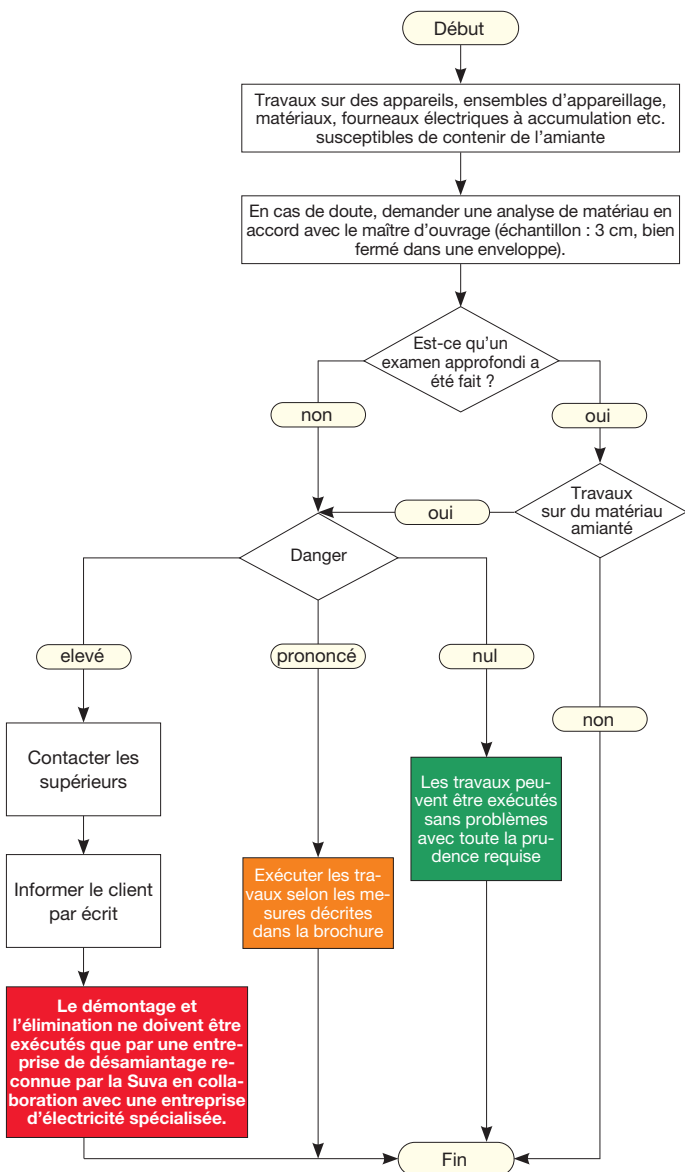 Début
Travaux sur des appareils, ensembles d'appareillage,
matériaux, fourneaux électriques à accumulation etc.
susceptibles de contenir de l'amiante
En cas de doute, demander une analyse de matériau en
accord avec le maître d'ouvrage (échantillon : 3 cm, bien
fermé dans une enveloppe).
Est-ce qu'un
examen approfondi a
été fait ?
non
oui
Travaux
sur du matériau
amianté
oui
Danger
elevé
prononcé
nul
non
Contacter les
supérieurs
Les travaux peu-
vent être exécutés
sans problèmes
avec toute la pru-
dence requise
Informer le client
par écrit
Exécuter les tra-
vaux selon les me-
sures décrites
dans la brochure
Le démontage et
l'élimination ne doivent être
exécutés que par une entre-
prise de désamiantage re-
connue par la Suva en colla-
boration avec une entreprise
d'électricité spécialisée.
Fin